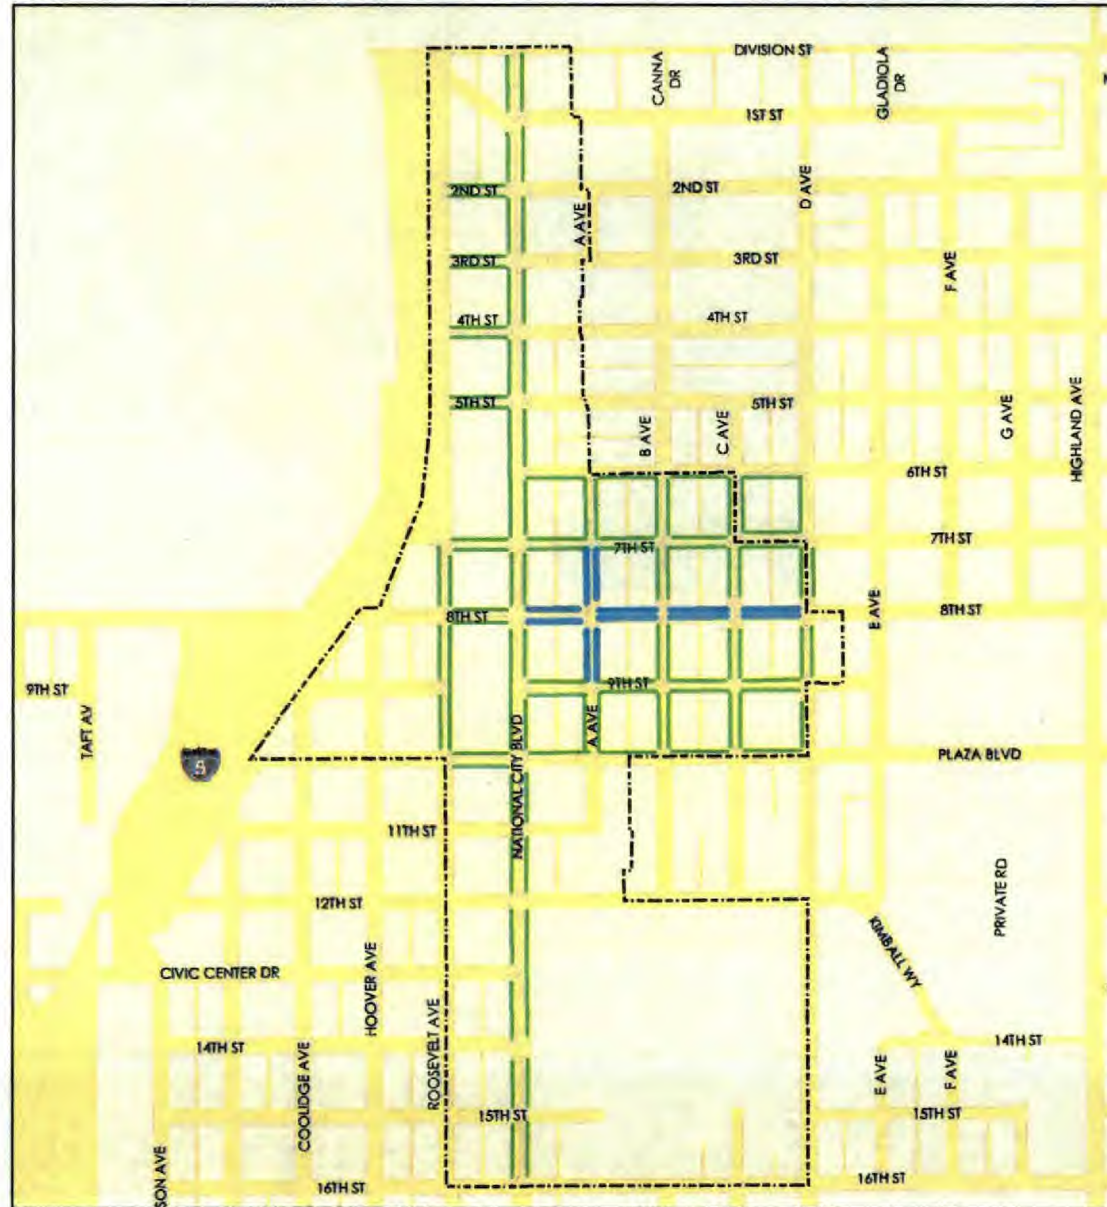 DIVISION ST
CANNA
DR
GLADIOLA
DR
1ST ST
2ND ST
2ND ST
D AVE
A AVE
3RD ST
3RD ST
F AVE
4TH ST
4TH ST
5TH ST
5TH ST
B AVE
C AVE
G AVE
HIGHLAND AVE
6TH ST
7TH ST
7TH ST
8TH ST
E AVE
8TH ST
9TH ST
9TH ST
TAFT AV
A AVE
NATIONAL CITY BLVD
5
PLAZA BLVD
11TH ST
12TH ST
PRIVATE RD
KIMBALL WY
CIVIC CENTER DR
HOOVER AVE
ROOSEVELT AVE
14TH ST
14TH ST
COOLIDGE AVE
E AVE
F AVE
15TH ST
15TH ST
SON AVE
16TH ST
16TH ST